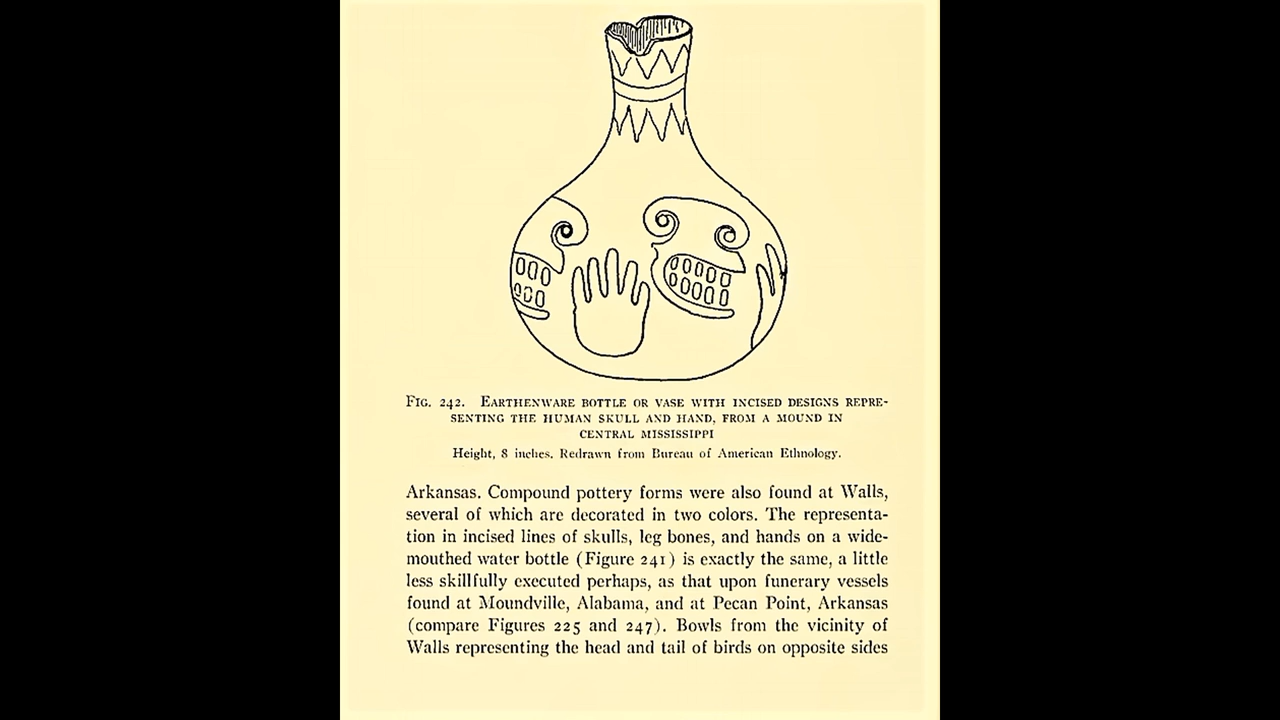 FIG. 242. EARTHENWARE BOTTLE OR VASE WITH INCISED DESIGNS REPRE-
SENTING THE HUMAN SKULL AND HAND, FROM A MOUND IN
CENTRAL MISSISSIPPI
Height, 8 inches. Redrawn from Bureau of American Ethnology.
Arkansas. Compound pottery forms were also found at Walls,
several of which are decorated in two colors. The representa-
tion in incised lines of skulls, leg bones, and hands on a wide-
mouthed water bottle (Figure 241) is exactly the same, a little
less skillfully executed perhaps, as that upon funerary vessels
found at Moundville, Alabama, and at Pecan Point, Arkansas
(compare Figures 225 and 247). Bowls from the vicinity of
Walls representing the head and tail of birds on opposite sides